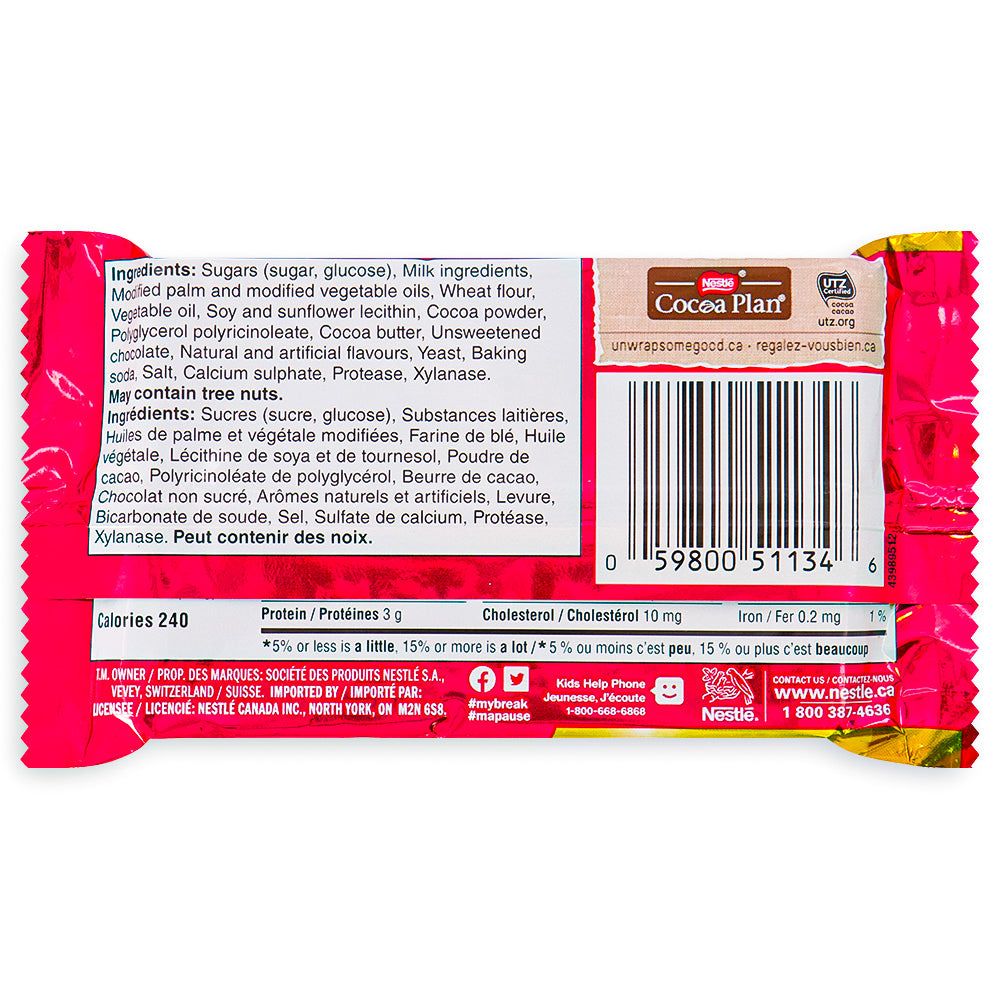 Ingredients: Sugars (sugar, glucose), Milk ingredients,
Modified palm and modified vegetable oils, Wheat flour,
Vegetable oil, Soy and sunflower lecithin, Cocoa powder,
Polyglycerol polyricinoleate, Cocoa butter, Unsweetened
chocolate, Natural and artificial flavours, Yeast, Baking
soda, Salt, Calcium sulphate, Protease, Xylanase.
May contain tree nuts.
Ingrédients: Sucres (sucre, glucose), Substances laitières,
Huiles de palme et végétale modifiées, Farine de blé, Huile
végétale, Lécithine de soya et de tournesol, Poudre de
cacao, Polyricinoléate de polyglycérol, Beurre de cacao,
Chocolat non sucré, Arômes naturels et artificiels, Levure,
Bicarbonate de soude, Sel, Sulfate de calcium, Protéase,
Xylanase. Peut contenir des noix.
Nestlé
Cocoa Plan®
UTZ
Certified
cocoa
cacao
utz.org
unwrapsomegood.ca · regalez-vousbien.ca
0 59800 51134 6
43989512
Calories 240
Protein / Protéines 3 g
Cholesterol / Cholestérol 10 mg
Iron / Fer 0.2 mg 1 %
*5% or less is a little, 15% or more is a lot / *5 % ou moins c'est peu, 15 % ou plus c'est beaucoup
T.M. OWNER / PROP. DES MARQUES: SOCIÉTÉ DES PRODUITS NESTLÉ S.A.,
VEVEY, SWITZERLAND / SUISSE. IMPORTED BY / IMPORTÉ PAR:
LICENSÉE / LICENCIÉ: NESTLÉ CANADA INC., NORTH YORK, ON M2N 6S8.
#mybreak
#mapause
Kids Help Phone
Jeunesse, J'écoute
1-800-668-6868
Nestlé®
CONTACT US / CONTACTEZ-NOUS
www.nestle.ca
1 800 387-4636